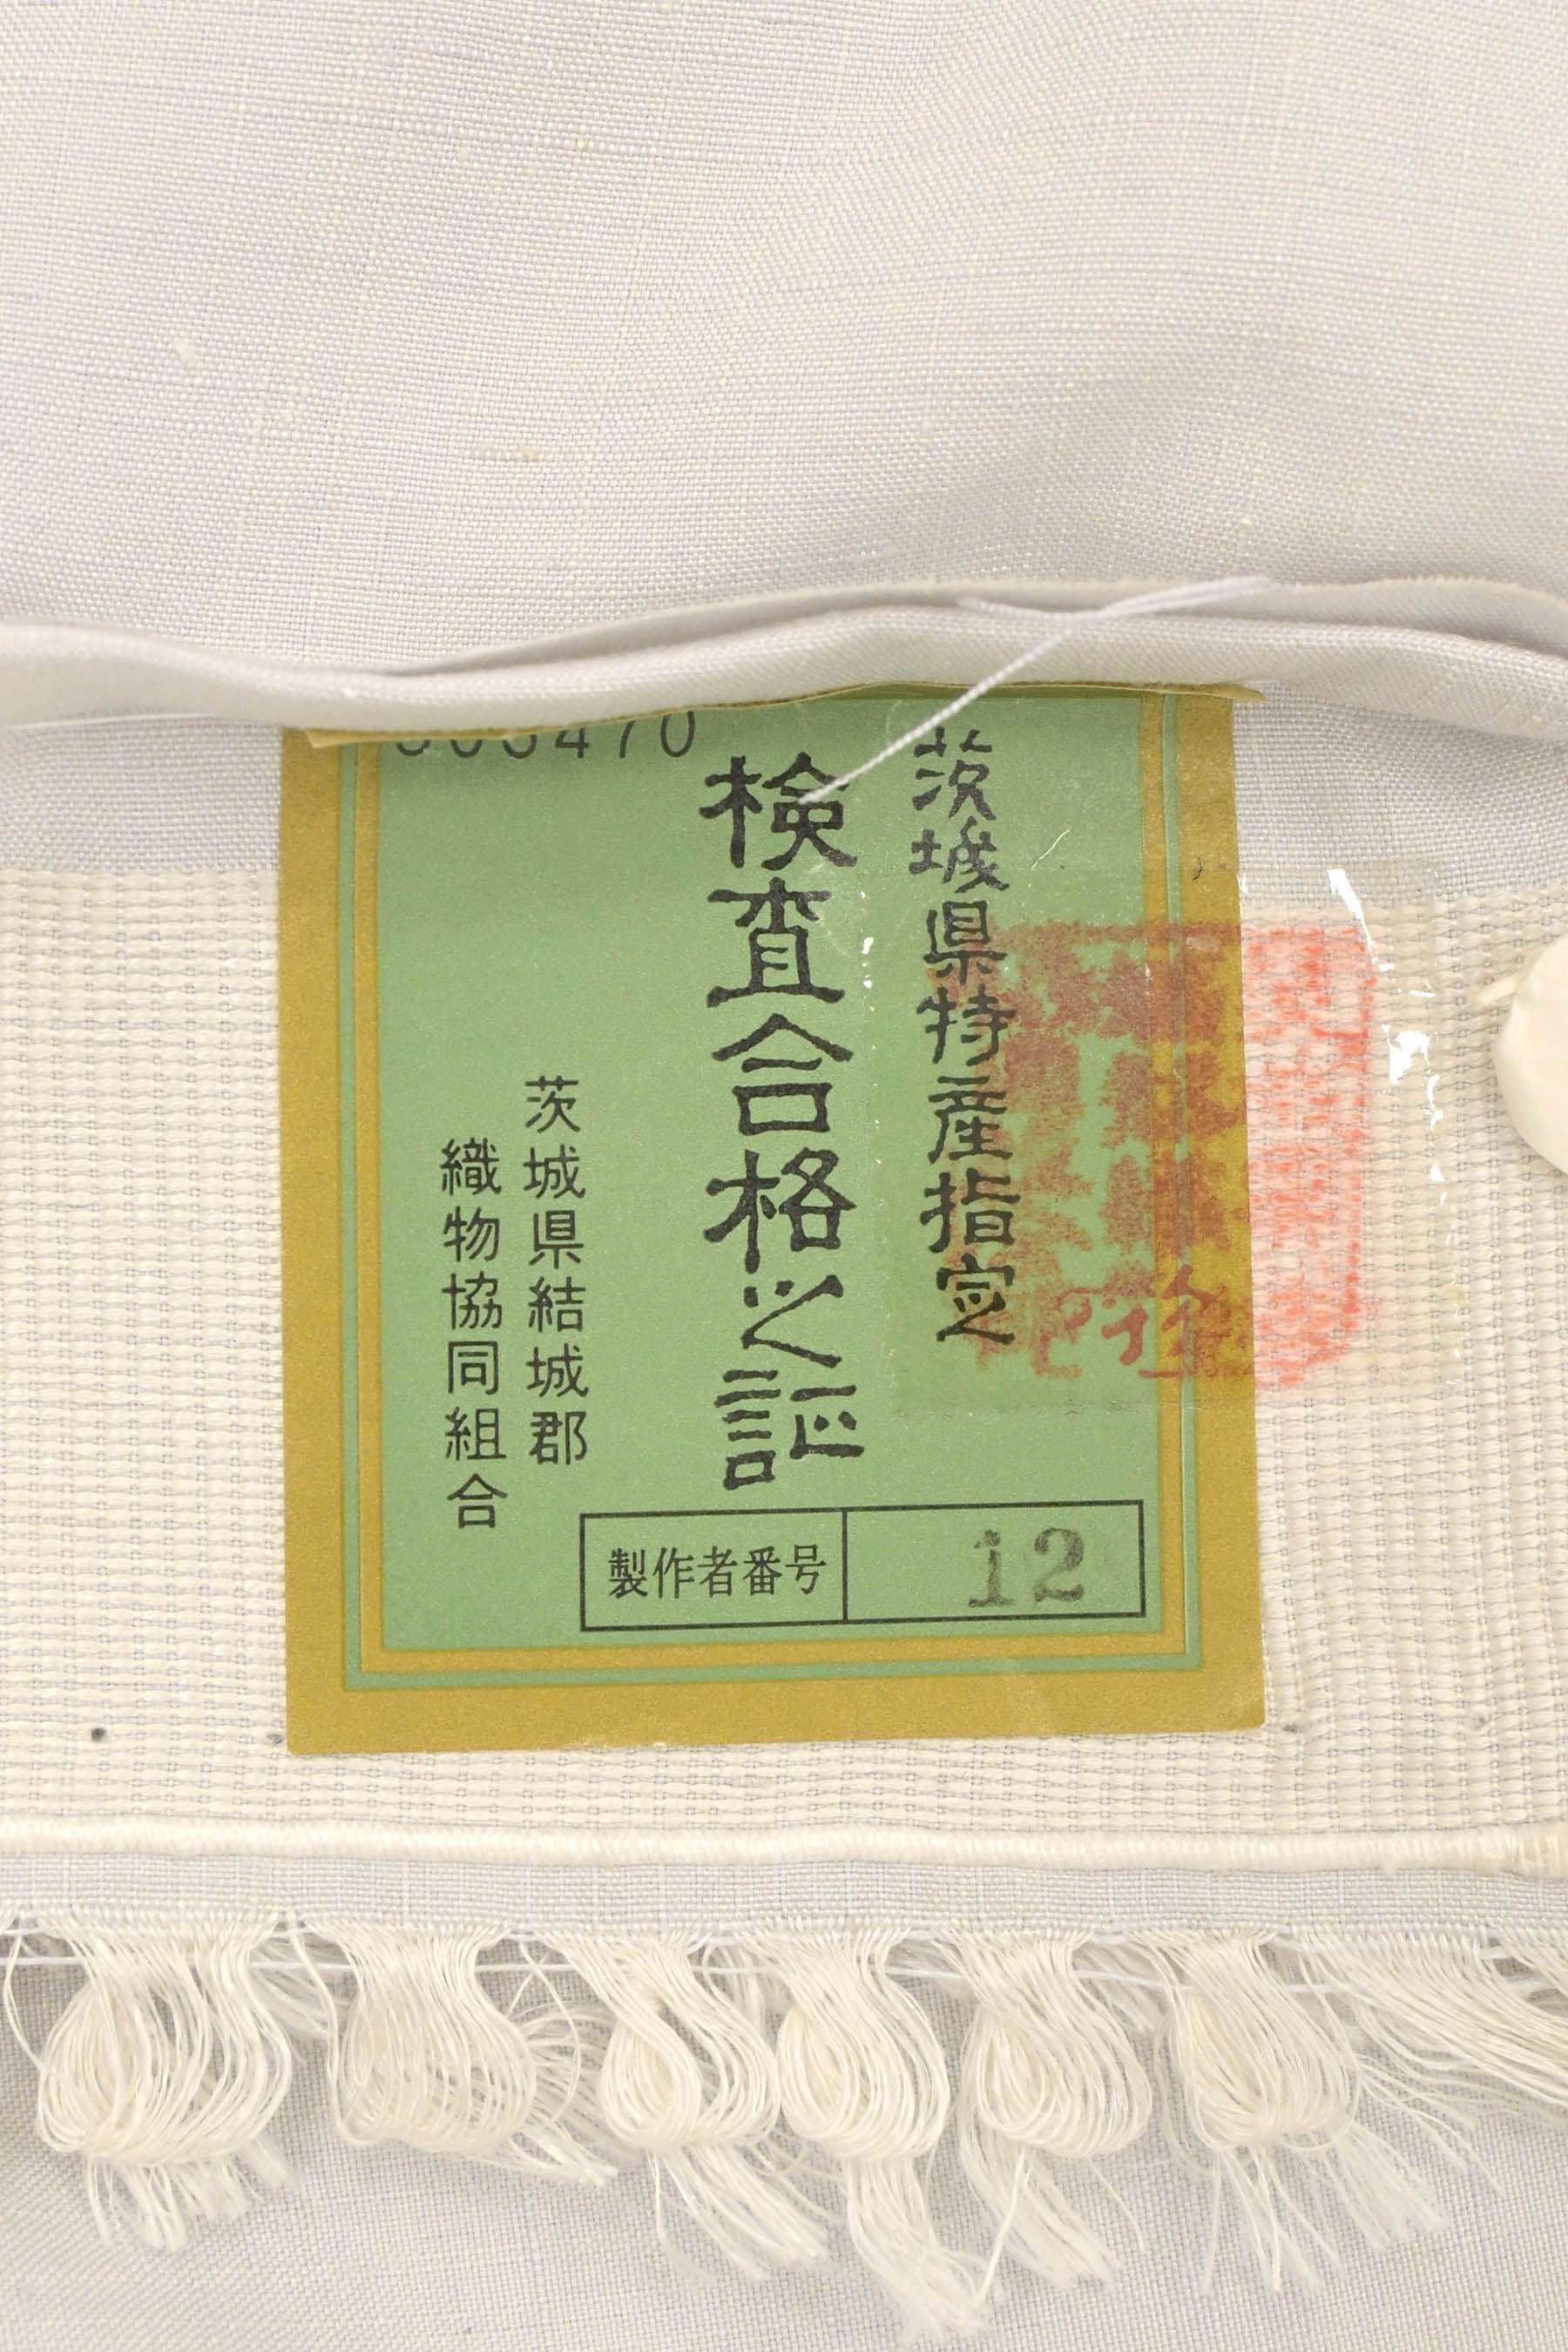 茨城県特産指定
検査合格之証
茨城県結城郡
織物協同組合
製作者番号 12